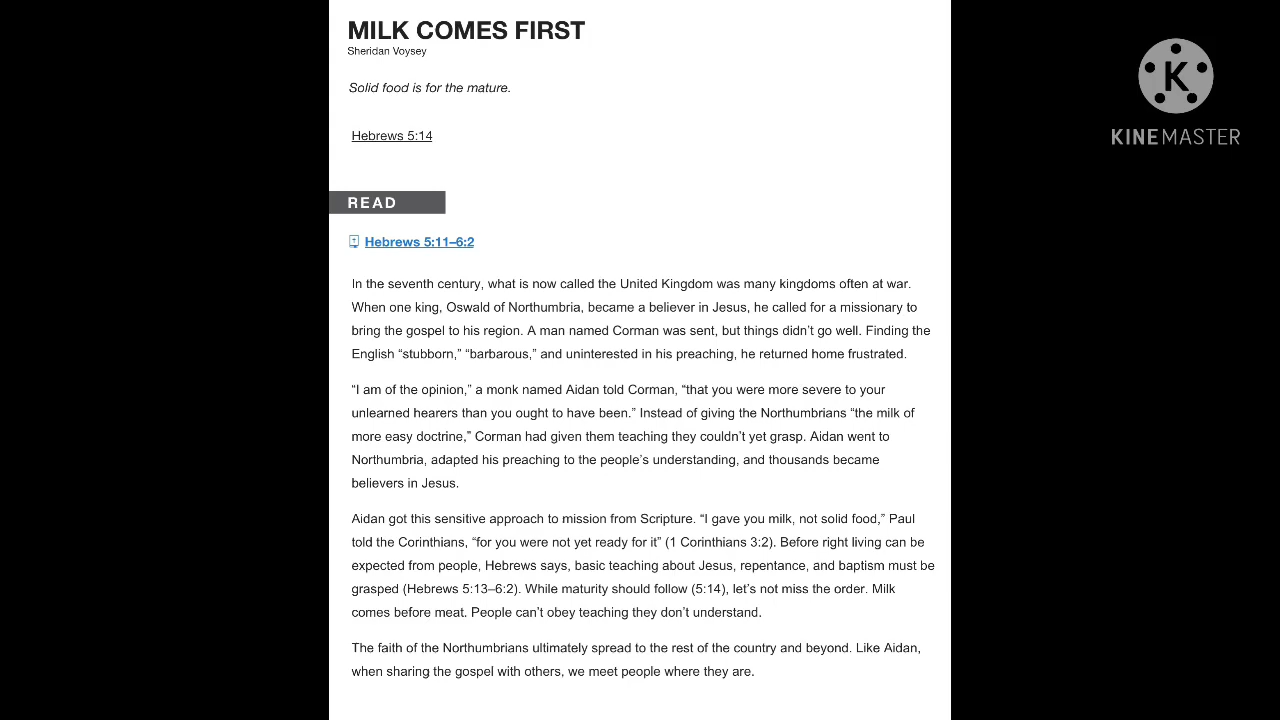 MILK COMES FIRST
Sheridan Voysey
Solid food is for the mature.
Hebrews 5:14
READ
Hebrews 5:11–6:2
In the seventh century, what is now called the United Kingdom was many kingdoms often at war.
When one king, Oswald of Northumbria, became a believer in Jesus, he called for a missionary to
bring the gospel to his region. A man named Corman was sent, but things didn’t go well. Finding the
English “stubborn,” “barbarous,” and uninterested in his preaching, he returned home frustrated.
“I am of the opinion,” a monk named Aidan told Corman, “that you were more severe to your
unlearned hearers than you ought to have been.” Instead of giving the Northumbrians “the milk of
more easy doctrine,” Corman had given them teaching they couldn’t yet grasp. Aidan went to
Northumbria, adapted his preaching to the people’s understanding, and thousands became
believers in Jesus.
Aidan got this sensitive approach to mission from Scripture. “I gave you milk, not solid food,” Paul
told the Corinthians, “for you were not yet ready for it” (1 Corinthians 3:2). Before right living can be
expected from people, Hebrews says, basic teaching about Jesus, repentance, and baptism must be
grasped (Hebrews 5:13–6:2). While maturity should follow (5:14), let’s not miss the order. Milk
comes before meat. People can’t obey teaching they don’t understand.
The faith of the Northumbrians ultimately spread to the rest of the country and beyond. Like Aidan,
when sharing the gospel with others, we meet people where they are.
K
KINEMASTER